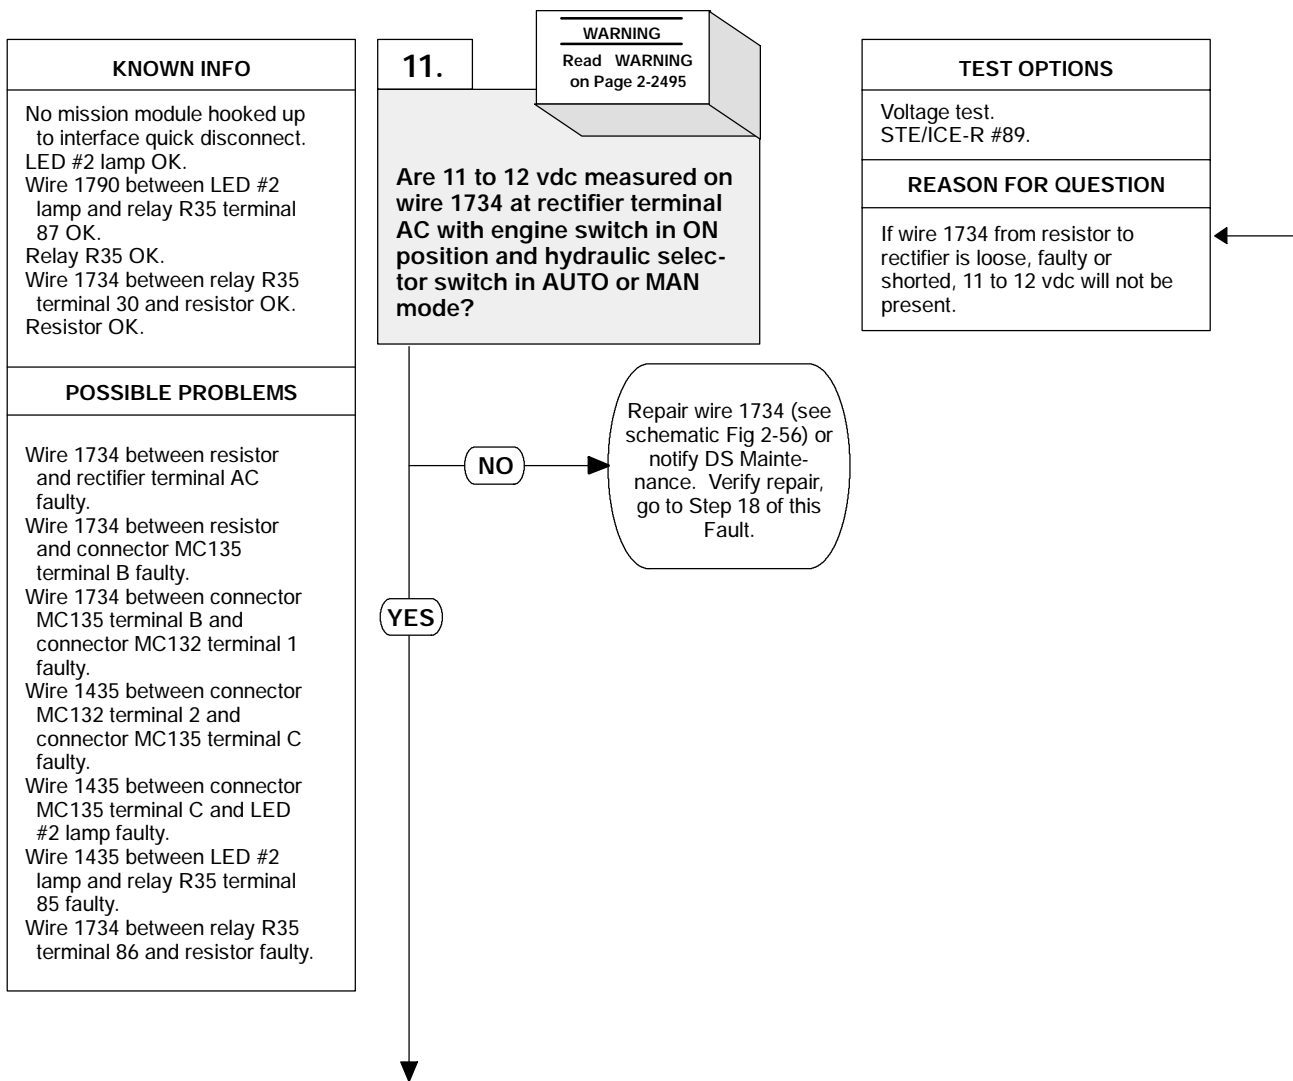 KNOWN INFO
No mission module hooked up
to interface quick disconnect.
LED #2 lamp OK.
Wire 1790 between LED #2
lamp and relay R35 terminal
87 OK.
Relay R35 OK.
Wire 1734 between relay R35
terminal 30 and resistor OK.
Resistor OK.
POSSIBLE PROBLEMS
Wire 1734 between resistor
and rectifier terminal AC
faulty.
Wire 1734 between resistor
and connector MC135
terminal B faulty.
Wire 1734 between connector
MC135 terminal B and
connector MC132 terminal 1
faulty.
Wire 1435 between connector
MC132 terminal 2 and
connector MC135 terminal C
faulty.
Wire 1435 between connector
MC135 terminal C and LED
#2 lamp faulty.
Wire 1435 between LED #2
lamp and relay R35 terminal
85 faulty.
Wire 1734 between relay R35
terminal 86 and resistor faulty.
11.
WARNING
Read WARNING
on Page 2-2495
Are 11 to 12 vdc measured on
wire 1734 at rectifier terminal
AC with engine switch in ON
position and hydraulic selec-
tor switch in AUTO or MAN
mode?
NO
Repair wire 1734 (see
schematic Fig 2-56) or
notify DS Mainte-
nance. Verify repair,
go to Step 18 of this
Fault.
YES
TEST OPTIONS
Voltage test.
STE/ICE-R #89.
REASON FOR QUESTION
If wire 1734 from resistor to
rectifier is loose, faulty or
shorted, 11 to 12 vdc will not be
present.